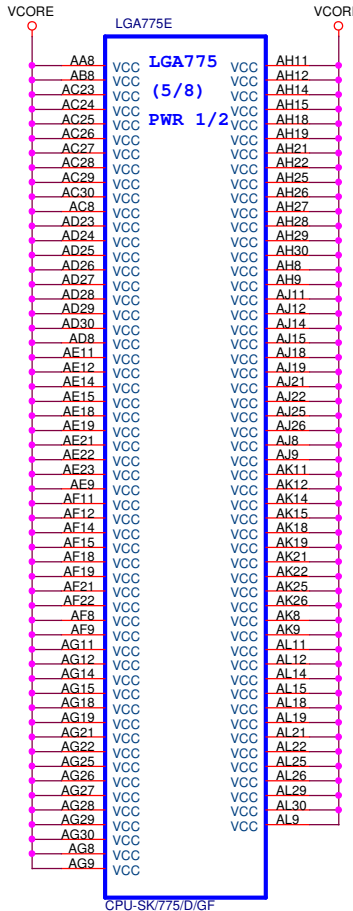 VCORE VCORE
LGA775E
AA8 VCC LGA775 VCC AH11
AB8 VCC VCC AH12
AC23 VCC (5/8) VCC AH14
AC24 VCC VCC AH15
AC25 VCC PWR 1/2 VCC AH18
AC26 VCC VCC AH19
AC27 VCC VCC AH21
AC28 VCC VCC AH22
AC29 VCC VCC AH25
AC30 VCC VCC AH26
AC8 VCC VCC AH27
AD23 VCC VCC AH28
AD24 VCC VCC AH29
AD25 VCC VCC AH30
AD26 VCC VCC AH8
AD27 VCC VCC AH9
AD28 VCC VCC AJ11
AD29 VCC VCC AJ12
AD30 VCC VCC AJ14
AD8 VCC VCC AJ15
AE11 VCC VCC AJ18
AE12 VCC VCC AJ19
AE14 VCC VCC AJ21
AE15 VCC VCC AJ22
AE18 VCC VCC AJ25
AE19 VCC VCC AJ26
AE21 VCC VCC AJ8
AE22 VCC VCC AJ9
AE23 VCC VCC AK11
AE9 VCC VCC AK12
AF11 VCC VCC AK14
AF12 VCC VCC AK15
AF14 VCC VCC AK18
AF15 VCC VCC AK19
AF18 VCC VCC AK21
AF19 VCC VCC AK22
AF21 VCC VCC AK25
AF22 VCC VCC AK26
AF8 VCC VCC AK8
AF9 VCC VCC AK9
AG11 VCC VCC AL11
AG12 VCC VCC AL12
AG14 VCC VCC AL14
AG15 VCC VCC AL15
AG18 VCC VCC AL18
AG19 VCC VCC AL19
AG21 VCC VCC AL21
AG22 VCC VCC AL22
AG25 VCC VCC AL25
AG26 VCC VCC AL26
AG27 VCC VCC AL29
AG28 VCC VCC AL30
AG29 VCC VCC AL9
AG30 VCC
AG8 VCC
AG9 VCC
CPU-SK/775/D/GF